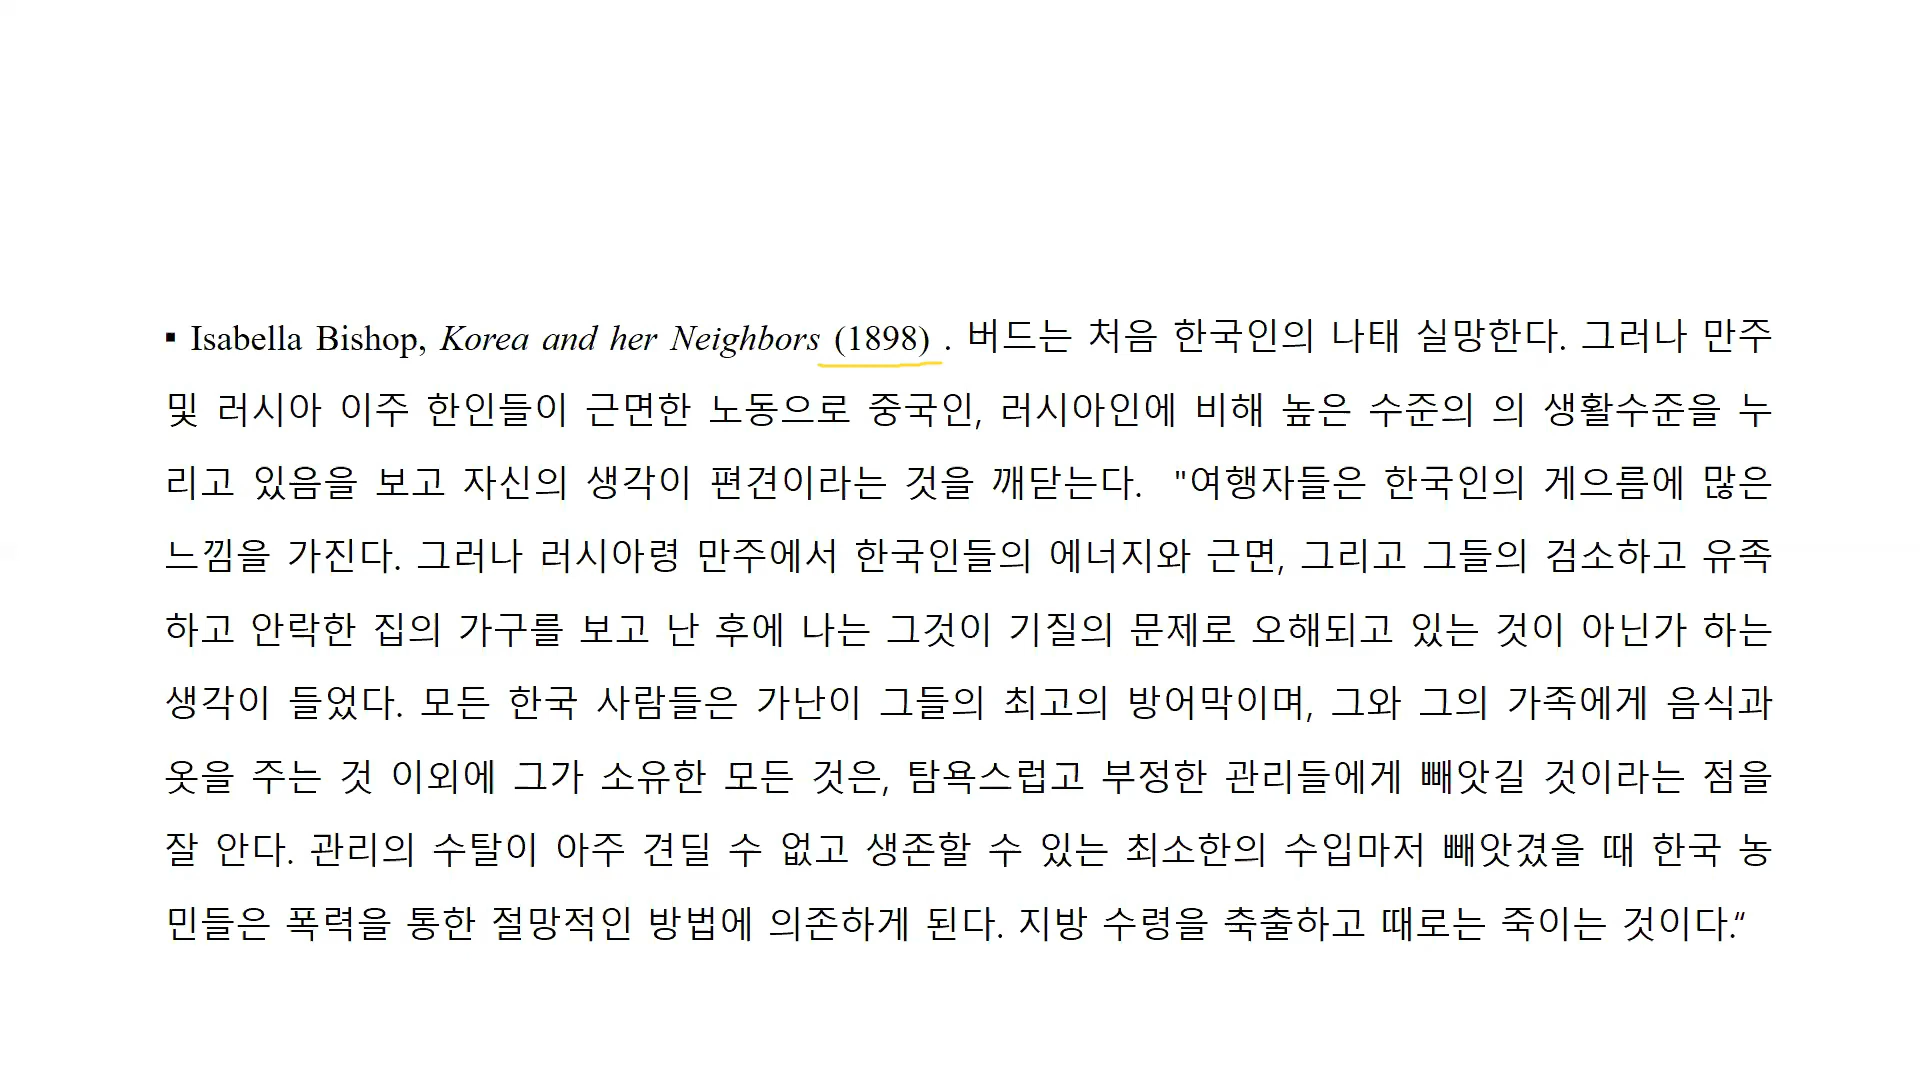 ▪ Isabella Bishop, Korea and her Neighbors (1898) . 버드는 처음 한국인의 나태 실망한다. 그러나 만주
및 러시아 이주 한인들이 근면한 노동으로 중국인, 러시아인에 비해 높은 수준의 의 생활수준을 누
리고 있음을 보고 자신의 생각이 편견이라는 것을 깨닫는다. "여행자들은 한국인의 게으름에 많은
느낌을 가진다. 그러나 러시아령 만주에서 한국인들의 에너지와 근면, 그리고 그들의 검소하고 유족
하고 안락한 집의 가구를 보고 난 후에 나는 그것이 기질의 문제로 오해되고 있는 것이 아닌가 하는
생각이 들었다. 모든 한국 사람들은 가난이 그들의 최고의 방어막이며, 그와 그의 가족에게 음식과
옷을 주는 것 이외에 그가 소유한 모든 것은, 탐욕스럽고 부정한 관리들에게 빼앗길 것이라는 점을
잘 안다. 관리의 수탈이 아주 견딜 수 없고 생존할 수 있는 최소한의 수입마저 빼앗겼을 때 한국 농
민들은 폭력을 통한 절망적인 방법에 의존하게 된다. 지방 수령을 축출하고 때로는 죽이는 것이다.“